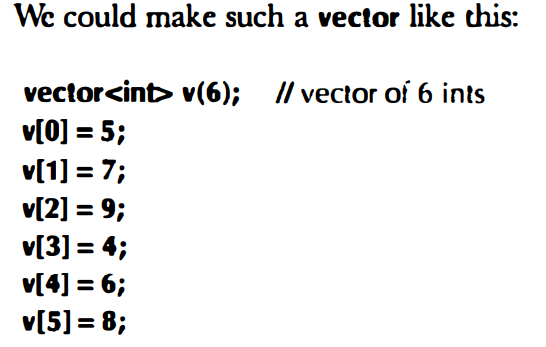 We could make such a vector like this:
vector<int> v(6); // vector of 6 ints
v[0] = 5;
v[1] = 7;
v[2] = 9;
v[3] = 4;
v[4] = 6;
v[5] = 8;